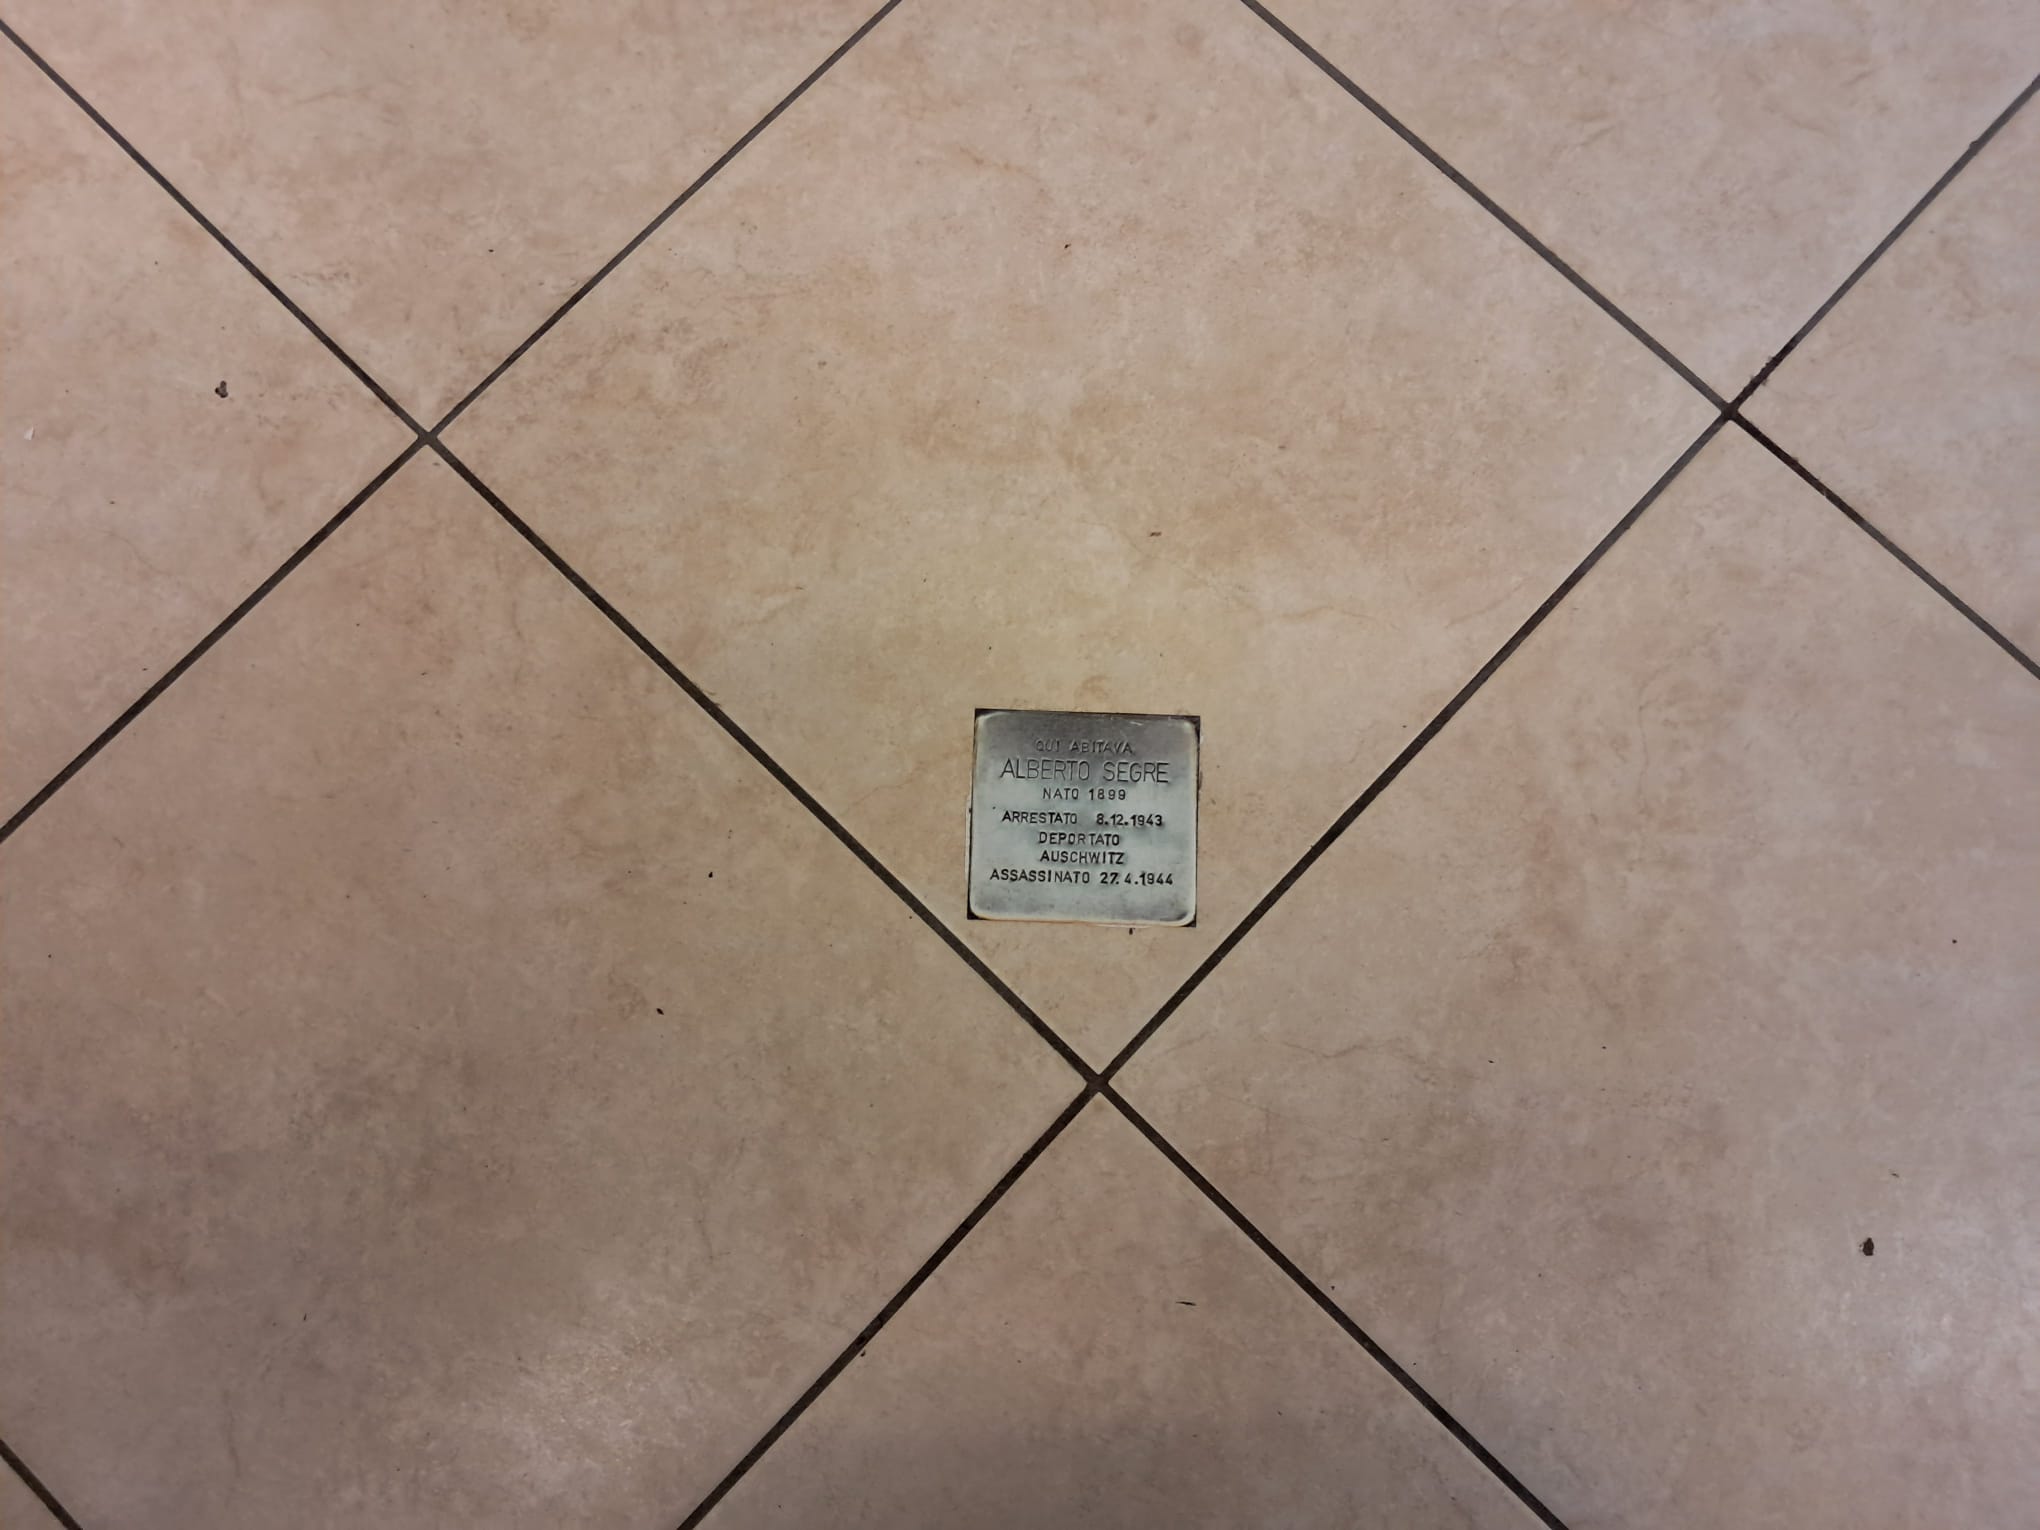 QUI ABITAVA
ALBERTO SEGRE
NATO 1899
ARRESTATO 8.12.1943
DEPORTATO
AUSCHWITZ
ASSASSINATO 27.4.1944